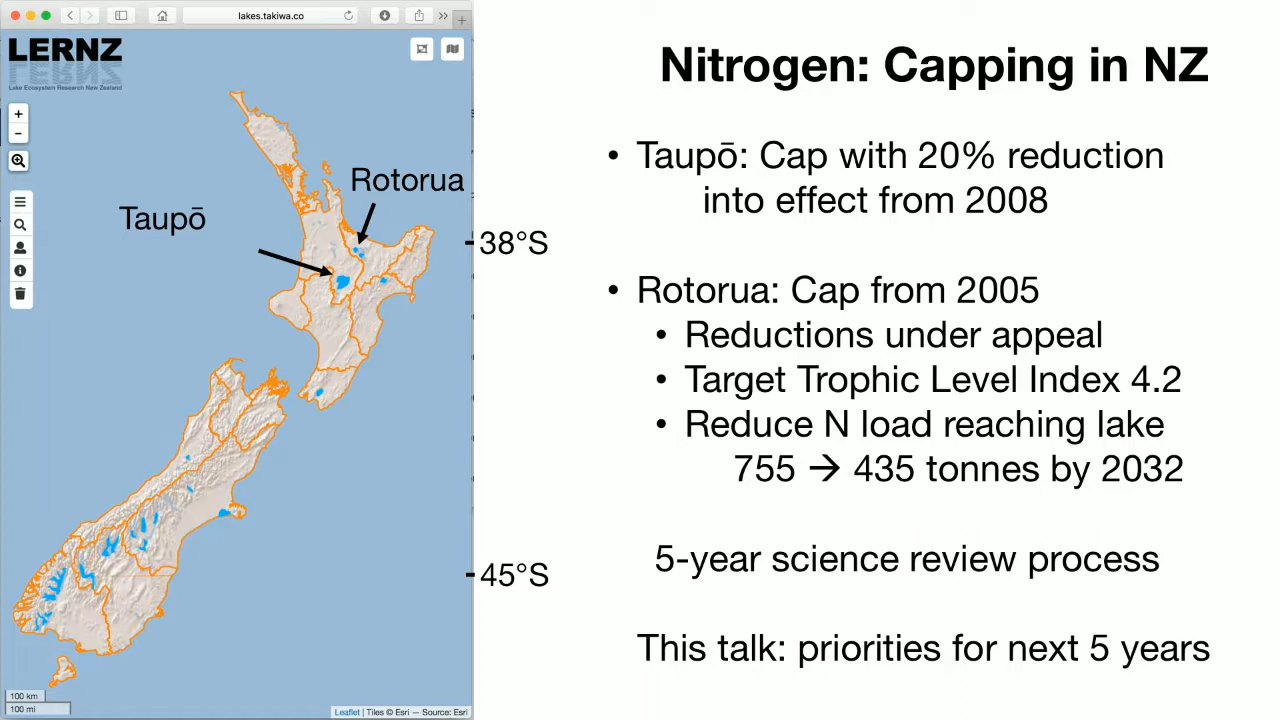 lakes.takiwa.co
LERNZ
Lake Ecosystem Research New Zealand
+
−
Rotorua
Taupō
38°S
45°S
100 km
100 mi
Leaflet | Tiles © Esri — Source: Esri
Nitrogen: Capping in NZ
• Taupō: Cap with 20% reduction
into effect from 2008
• Rotorua: Cap from 2005
• Reductions under appeal
• Target Trophic Level Index 4.2
• Reduce N load reaching lake
755 → 435 tonnes by 2032
5-year science review process
This talk: priorities for next 5 years